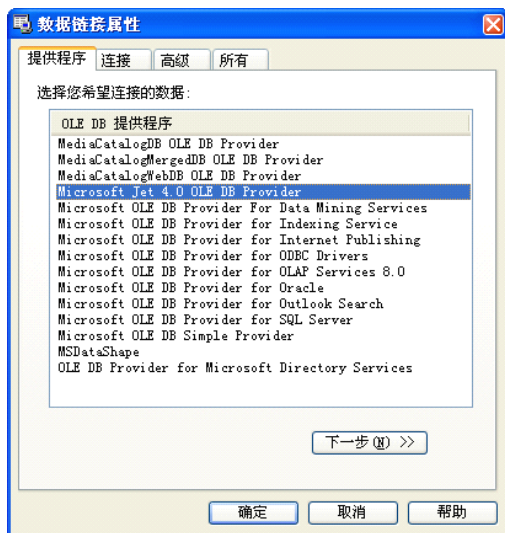 数据链接属性
提供程序 连接 高级 所有
选择您希望连接的数据:
OLE DB 提供程序
MediaCatalogDB OLE DB Provider
MediaCatalogMergedDB OLE DB Provider
MediaCatalogWebDB OLE DB Provider
Microsoft Jet 4.0 OLE DB Provider
Microsoft OLE DB Provider For Data Mining Services
Microsoft OLE DB Provider for Indexing Service
Microsoft OLE DB Provider for Internet Publishing
Microsoft OLE DB Provider for ODBC Drivers
Microsoft OLE DB Provider for OLAP Services 8.0
Microsoft OLE DB Provider for Oracle
Microsoft OLE DB Provider for Outlook Search
Microsoft OLE DB Provider for SQL Server
Microsoft OLE DB Simple Provider
MSDataShape
OLE DB Provider for Microsoft Directory Services
下一步(N) >>
确定 取消 帮助